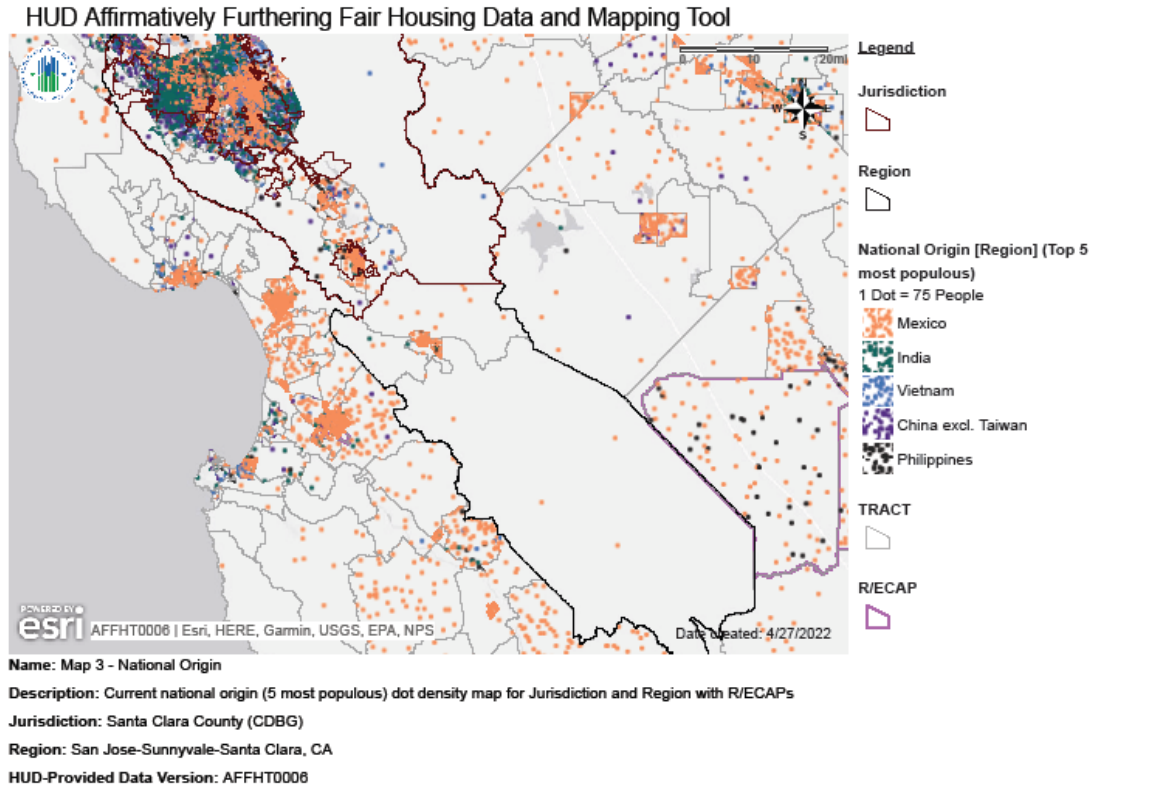 HUD Affirmatively Furthering Fair Housing Data and Mapping Tool
0 10 20mi
W E
S
Legend
Jurisdiction
Region
National Origin [Region] (Top 5
most populous)
1 Dot = 75 People
Mexico
India
Vietnam
China excl. Taiwan
Philippines
TRACT
R/ECAP
POWERED BY
esri
AFFHT0006 | Esri, HERE, Garmin, USGS, EPA, NPS
Date created: 4/27/2022
Name: Map 3 - National Origin
Description: Current national origin (5 most populous) dot density map for Jurisdiction and Region with R/ECAPs
Jurisdiction: Santa Clara County (CDBG)
Region: San Jose-Sunnyvale-Santa Clara, CA
HUD-Provided Data Version: AFFHT0006